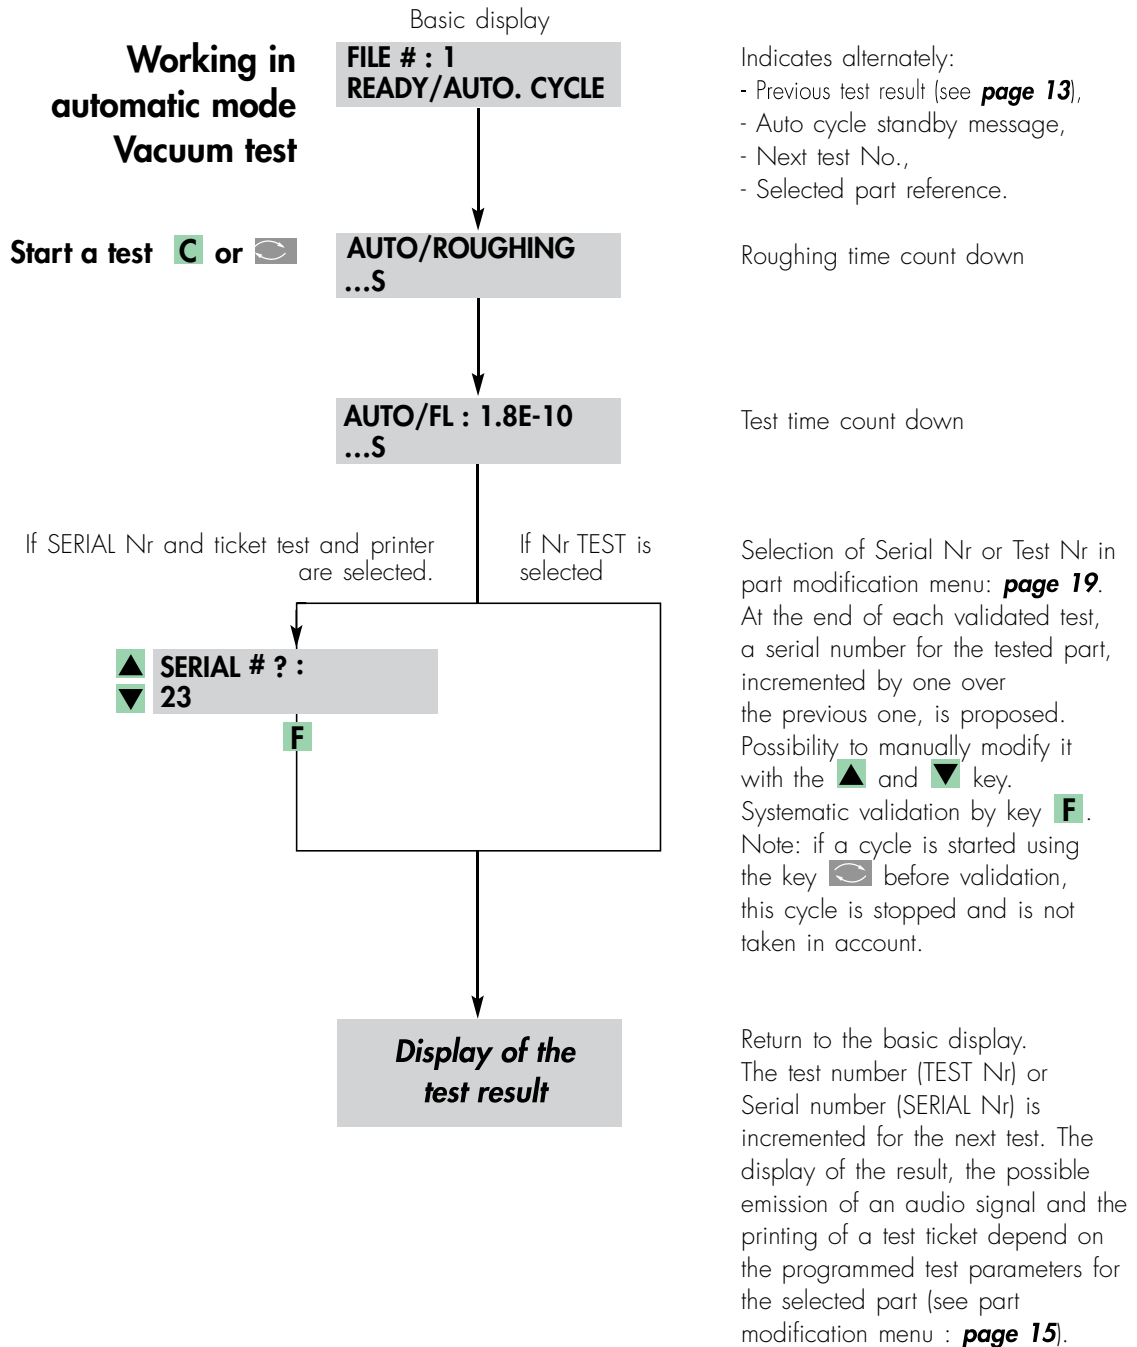 Basic display
Working in
automatic mode
Vacuum test
FILE # : 1
READY/AUTO. CYCLE
Indicates alternately:
- Previous test result (see page 13),
- Auto cycle standby message,
- Next test No.,
- Selected part reference.
Start a test C or
AUTO/ROUGHING
...S
Roughing time count down
AUTO/FL : 1.8E-10
...S
Test time count down
If SERIAL Nr and ticket test and printer
are selected.
If Nr TEST is
selected
▲ SERIAL # ? :
▼ 23
F
Selection of Serial Nr or Test Nr in
part modification menu: page 19.
At the end of each validated test,
a serial number for the tested part,
incremented by one over
the previous one, is proposed.
Possibility to manually modify it
with the ▲ and ▼ key.
Systematic validation by key F.
Note: if a cycle is started using
the key before validation,
this cycle is stopped and is not
taken in account.
Display of the
test result
Return to the basic display.
The test number (TEST Nr) or
Serial number (SERIAL Nr) is
incremented for the next test. The
display of the result, the possible
emission of an audio signal and the
printing of a test ticket depend on
the programmed test parameters for
the selected part (see part
modification menu : page 15).